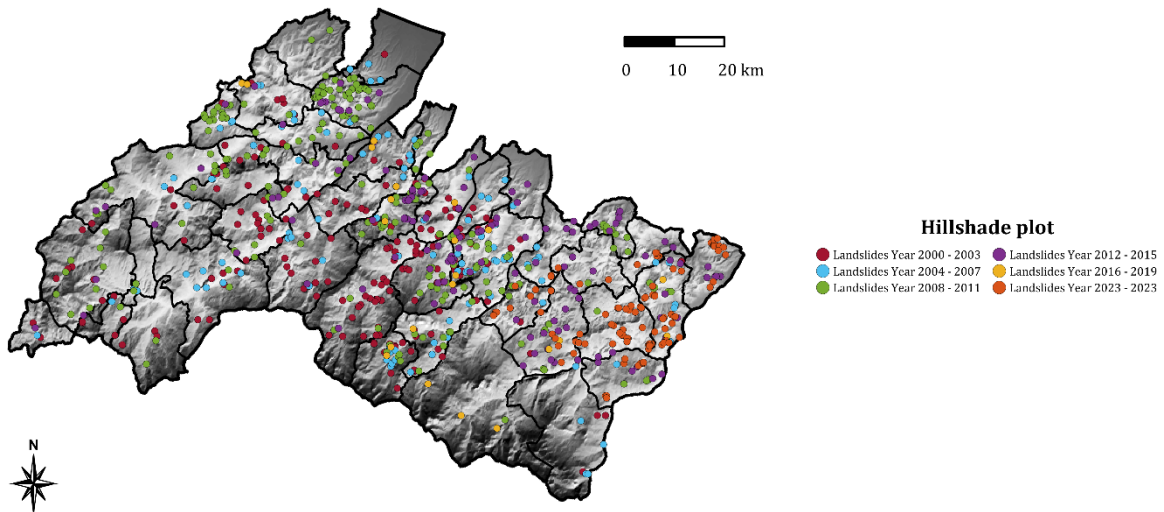 0 10 20 km
Hillshade plot
Landslides Year 2000 - 2003
Landslides Year 2012 - 2015
Landslides Year 2004 - 2007
Landslides Year 2016 - 2019
Landslides Year 2008 - 2011
Landslides Year 2023 - 2023
N